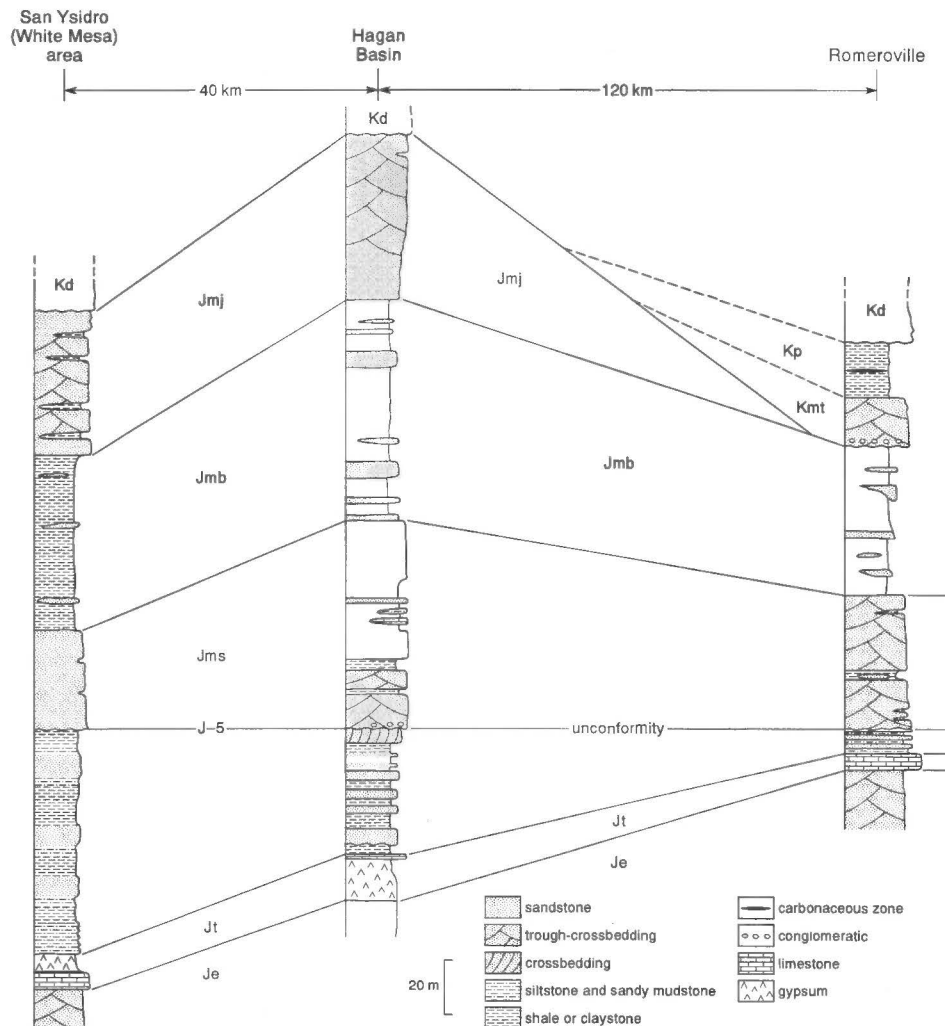 San Ysidro
(White Mesa)
area
Hagan
Basin
Romeroville
40 km
120 km
Kd
Kd
Kd
Jmj
Jmj
Kp
Kmt
Jmb
Jmb
Jms
J–5
unconformity
Jt
Je
Jt
Je
20 m
sandstone
trough-crossbedding
crossbedding
siltstone and sandy mudstone
shale or claystone
carbonaceous zone
conglomeratic
limestone
gypsum